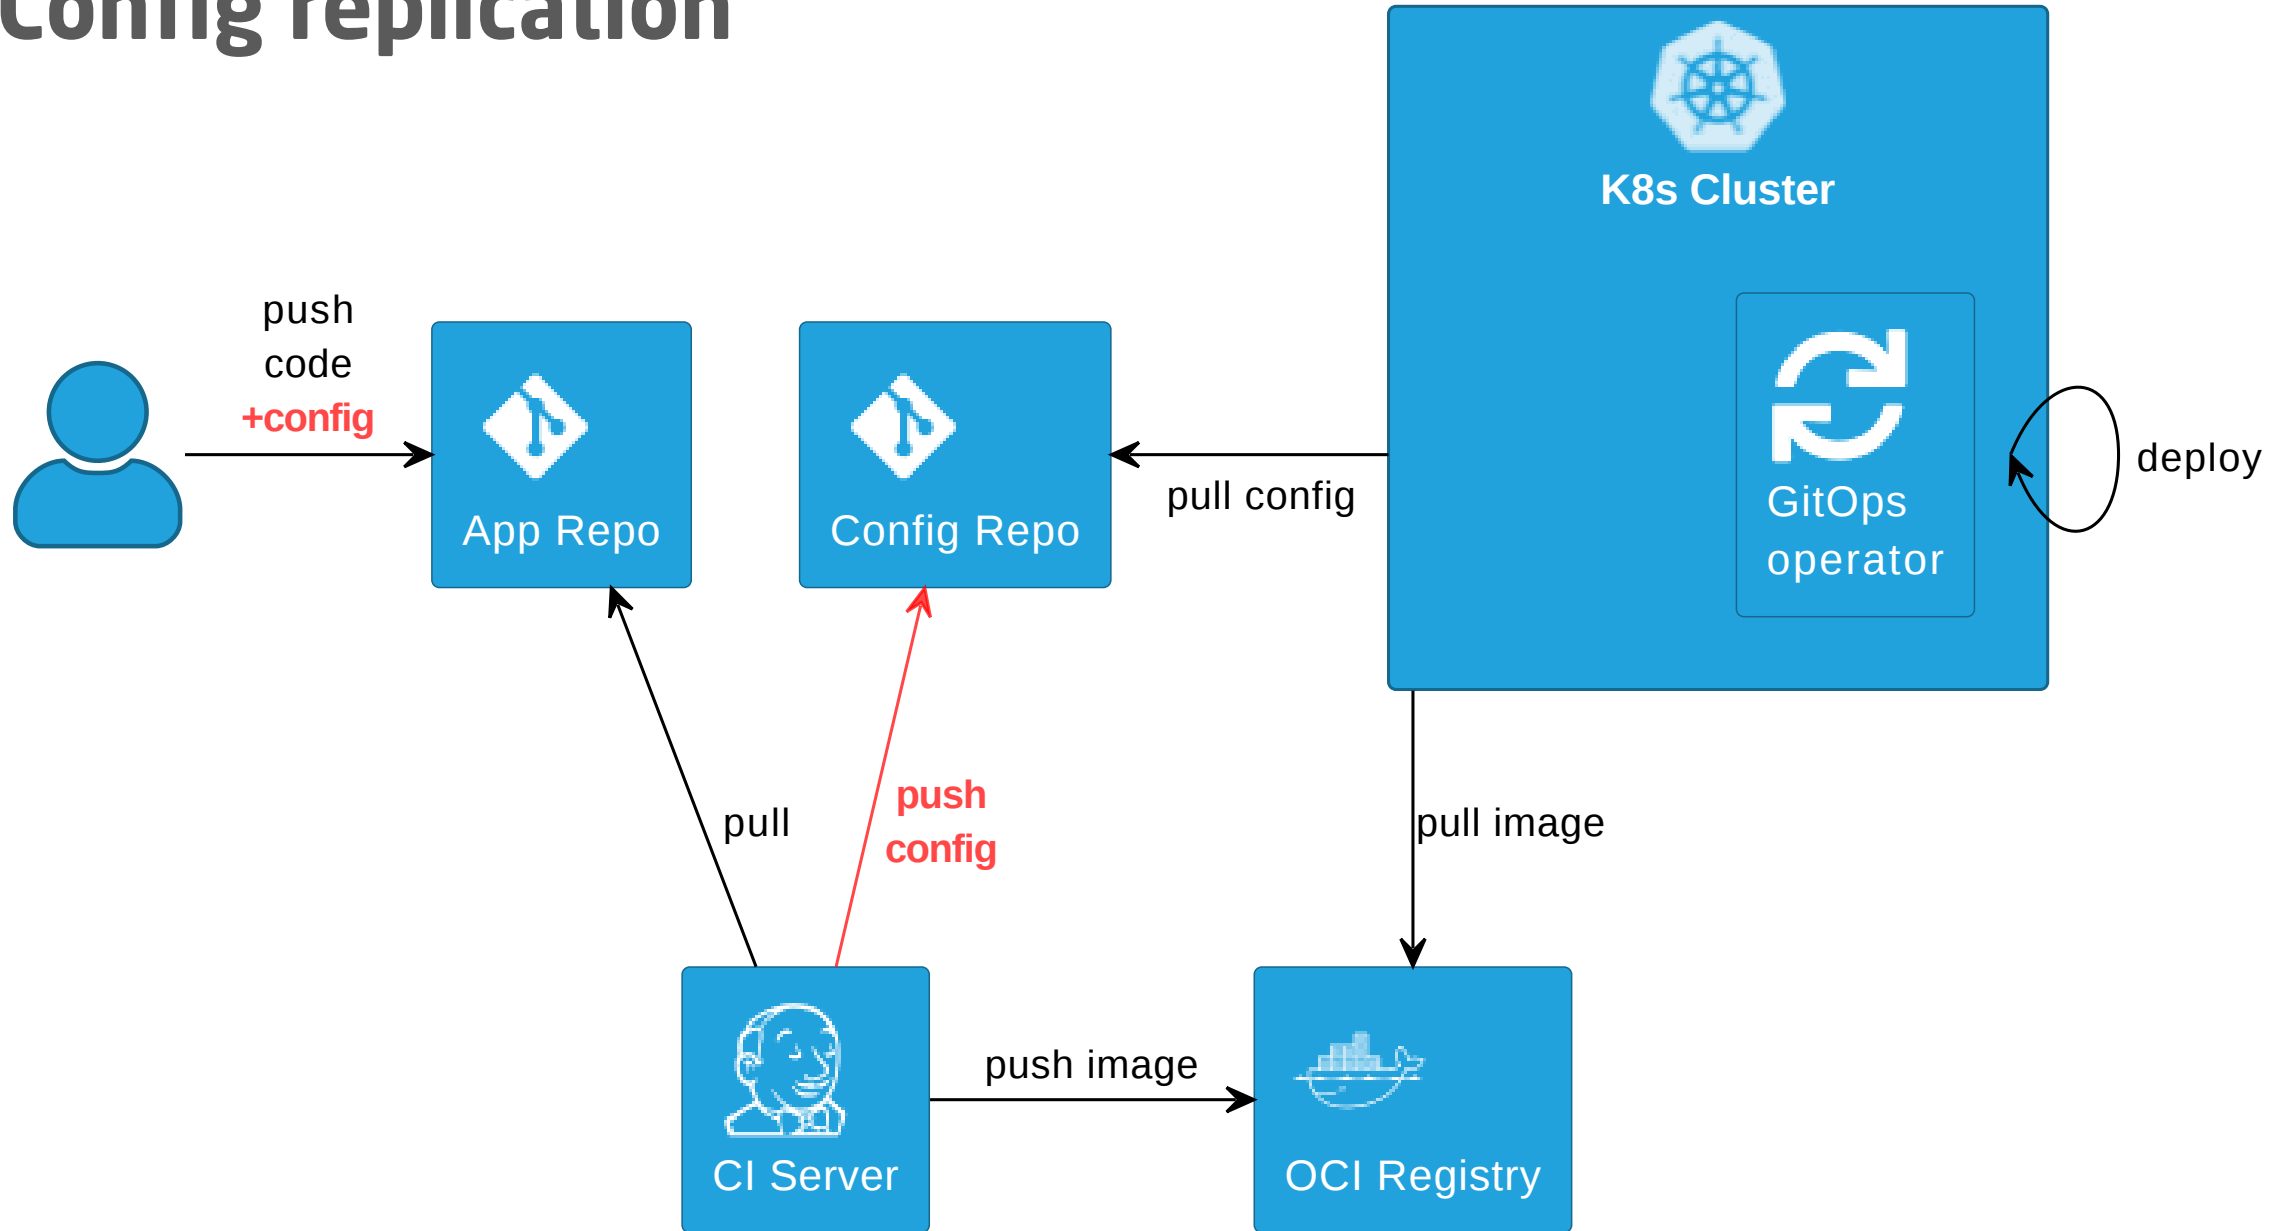 Config replication
K8s Cluster
push
code
+config
App Repo
Config Repo
pull config
GitOps
operator
deploy
pull
push
config
pull image
push image
CI Server
OCI Registry